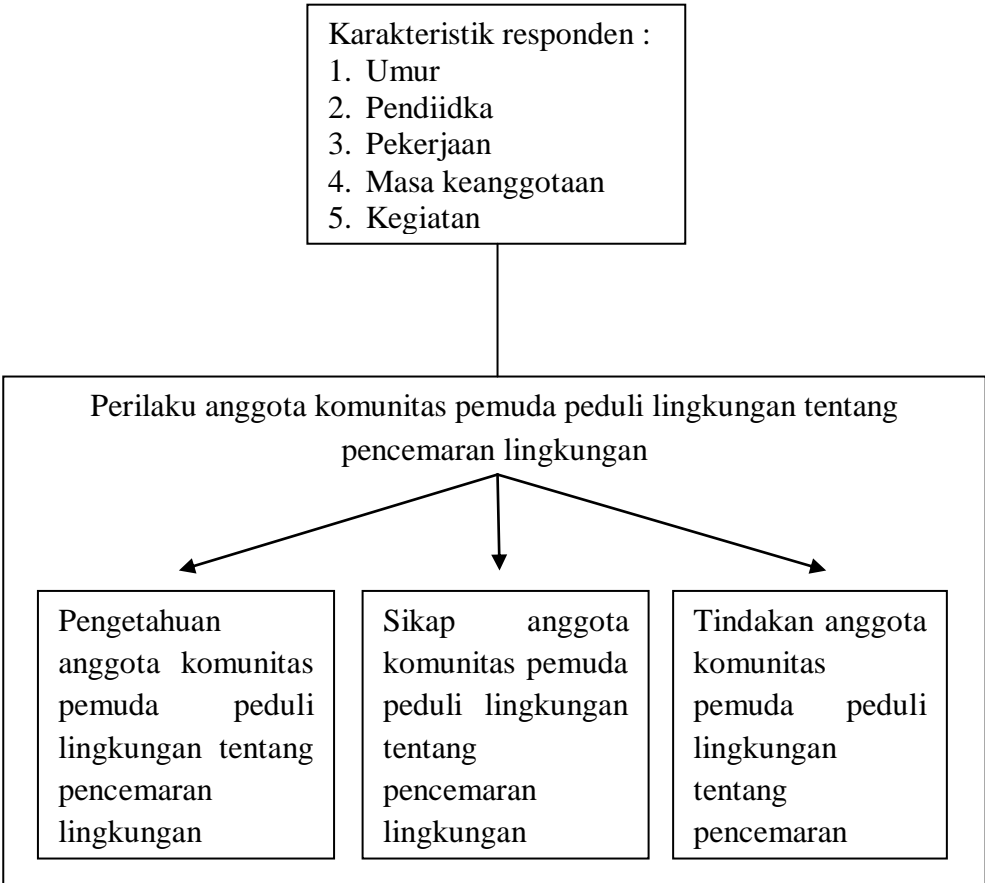 Karakteristik responden :
1. Umur
2. Pendiidka
3. Pekerjaan
4. Masa keanggotaan
5. Kegiatan
Perilaku anggota komunitas pemuda peduli lingkungan tentang
pencemaran lingkungan
Pengetahuan
anggota komunitas
pemuda peduli
lingkungan tentang
pencemaran
lingkungan
Sikap anggota
komunitas pemuda
peduli lingkungan
tentang
pencemaran
lingkungan
Tindakan anggota
komunitas
pemuda peduli
lingkungan
tentang
pencemaran